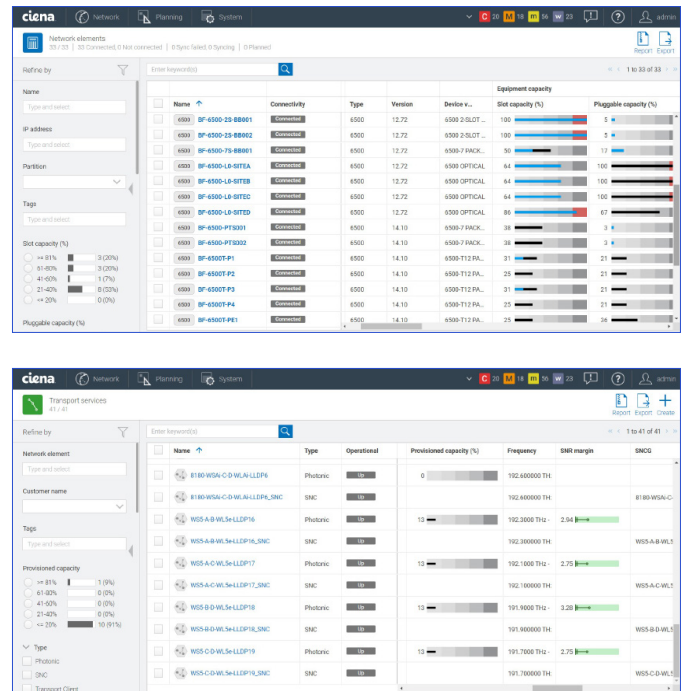 ciena Network Planning System C 20 M 18 m 56 w 23 ? admin
Network elements
33 / 33 | 33 Connected, 0 Not connected | 0 Sync failed, 0 Syncing | 0 Planned
Report Export
Refine by Enter keyword(s) 1 to 33 of 33
Name
Type and select
IP address
Type and select
Partition
Tags
Type and select
Slot capacity (%)
>= 81% 3 (20%)
61-80% 3 (20%)
41-60% 1 (7%)
21-40% 8 (53%)
<= 20% 0 (0%)
Pluggable capacity (%)
Equipment capacity
Name Connectivity Type Version Device v... Slot capacity (%) Pluggable capacity (%)
6500 BF-6500-2S-BB001 Connected 6500 12.72 6500 2-SLOT ... 100 5
6500 BF-6500-2S-BB002 Connected 6500 12.72 6500 2-SLOT ... 100 5
6500 BF-6500-7S-BB001 Connected 6500 12.72 6500-7 PACK... 50 17
6500 BF-6500-L0-SITEA Connected 6500 12.72 6500 OPTICAL 64 100
6500 BF-6500-L0-SITEB Connected 6500 12.72 6500 OPTICAL 64 100
6500 BF-6500-L0-SITEC Connected 6500 12.72 6500 OPTICAL 64 100
6500 BF-6500-L0-SITED Connected 6500 12.72 6500 OPTICAL 86 67
6500 BF-6500-PTS001 Connected 6500 14.10 6500-7 PACK... 38 3
6500 BF-6500-PTS002 Connected 6500 14.10 6500-7 PACK... 38 3
6500 BF-6500T-P1 Connected 6500 14.10 6500-T12 PA... 31 21
6500 BF-6500T-P2 Connected 6500 14.10 6500-T12 PA... 25 21
6500 BF-6500T-P3 Connected 6500 14.10 6500-T12 PA... 31 21
6500 BF-6500T-P4 Connected 6500 14.10 6500-T12 PA... 25 21
6500 BF-6500T-PE1 Connected 6500 14.10 6500-T12 PA... 25 26
ciena Network Planning System C 20 M 18 m 56 w 23 ? admin
Transport services
41 / 41
Report Export Create
Refine by Enter keyword(s) 1 to 41 of 41
Network element
Type and select
Customer name
Tags
Type and select
Provisioned capacity
>= 81% 1 (9%)
61-80% 0 (0%)
41-60% 0 (0%)
21-40% 0 (0%)
<= 20% 10 (91%)
Type
Photonic
SNC
Transport Client
Name Type Operational Provisioned capacity (%) Frequency SNR margin SNCG
8180-WSAi-C-D-WLAi-LLDP6 Photonic Up 0 192.600000 TH:
8180-WSAi-C-D-WLAi-LLDP6_SNC SNC Up 192.600000 TH: 8180-WSAi-C-
WS5-A-B-WL5e-LLDP16 Photonic Up 13 192.3000 THz - 2.94
WS5-A-B-WL5e-LLDP16_SNC SNC Up 192.300000 TH: WS5-A-B-WL5
WS5-A-C-WL5e-LLDP17 Photonic Up 13 192.1000 THz - 2.75
WS5-A-C-WL5e-LLDP17_SNC SNC Up 192.100000 TH: WS5-A-C-WL5
WS5-B-D-WL5e-LLDP18 Photonic Up 13 191.9000 THz - 3.28
WS5-B-D-WL5e-LLDP18_SNC SNC Up 191.900000 TH: WS5-B-D-WL5
WS5-C-D-WL5e-LLDP19 Photonic Up 13 191.7000 THz - 2.75
WS5-C-D-WL5e-LLDP19_SNC SNC Up 191.700000 TH: WS5-C-D-WL5